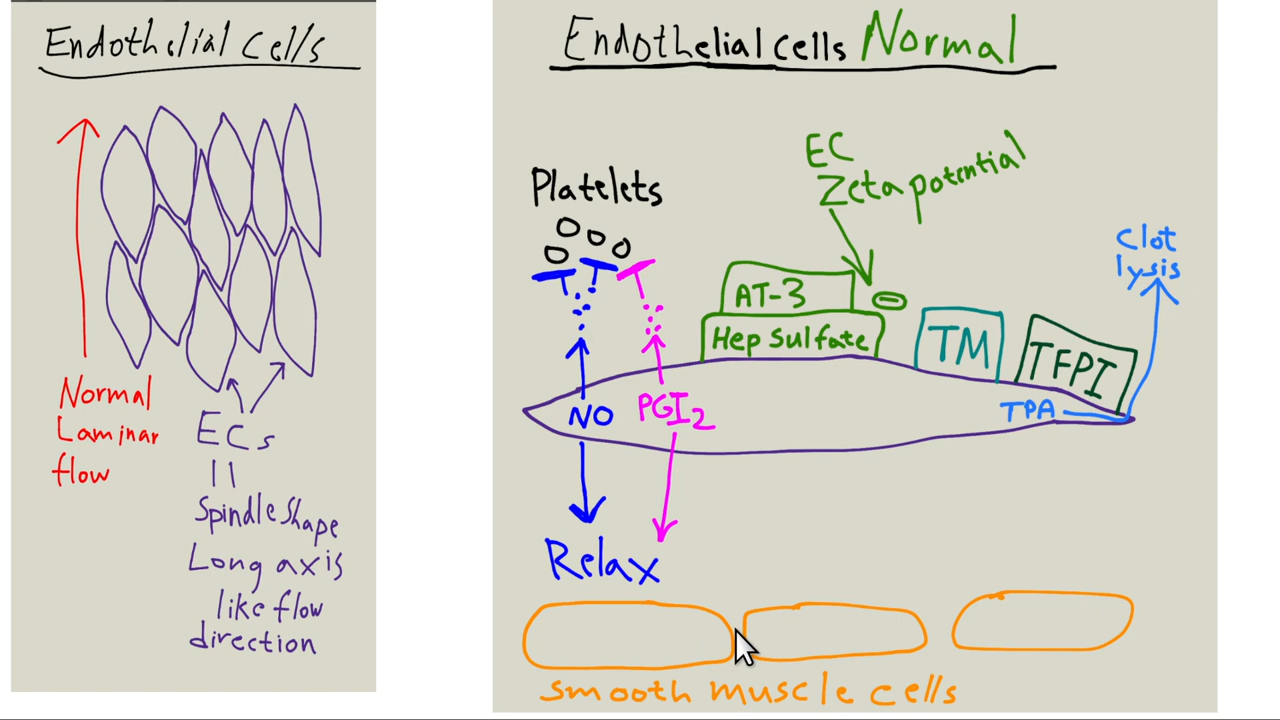 Endothelial Cells
Normal
Laminar
flow
ECs
Spindle shape
Long axis
like flow
direction
Endothelial cells Normal
Platelets
EC
Zeta potential
Clot
lysis
AT-3
Hep Sulfate
TM
TFPI
TPA
NO
PGI2
Relax
smooth muscle cells